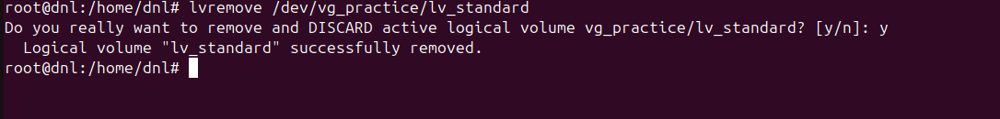 root@dnl:/home/dnl# lvremove /dev/vg_practice/lv_standard
Do you really want to remove and DISCARD active logical volume vg_practice/lv_standard? [y/n]: y
  Logical volume "lv_standard" successfully removed.
root@dnl:/home/dnl#